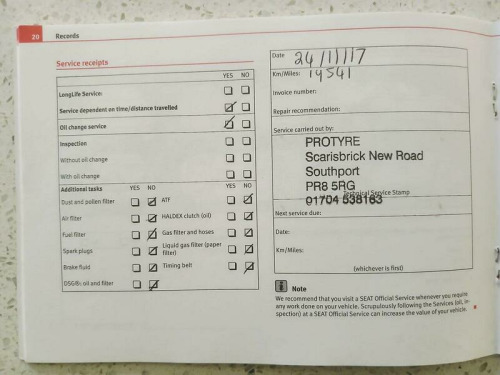 20 Records
Service receipts
YES NO
LongLife Service:
Service dependent on time/distance travelled
Oil change service
Inspection
Without oil change
With oil change
Additional tasks YES NO YES NO
Dust and pollen filter ATF
Air filter HALDEX clutch (oil)
Fuel filter Gas filter and hoses
Spark plugs Liquid gas filter (paper
filter)
Brake fluid Timing belt
DSG®: oil and filter
Date 24/11/17
Km/Miles: 14541
Invoice number:
Repair recommendation:
Service carried out by:
PROTYRE
Scarisbrick New Road
Southport
PR8 5RG
Technical Service Stamp
01704 538163
Next service due:
Date:
Km/Miles:
(whichever is first)
Note
We recommend that you visit a SEAT Official Service whenever you require
any work done on your vehicle. Scrupulously following the Services (oil, in-
spection) at a SEAT Official Service can increase the value of your vehicle.